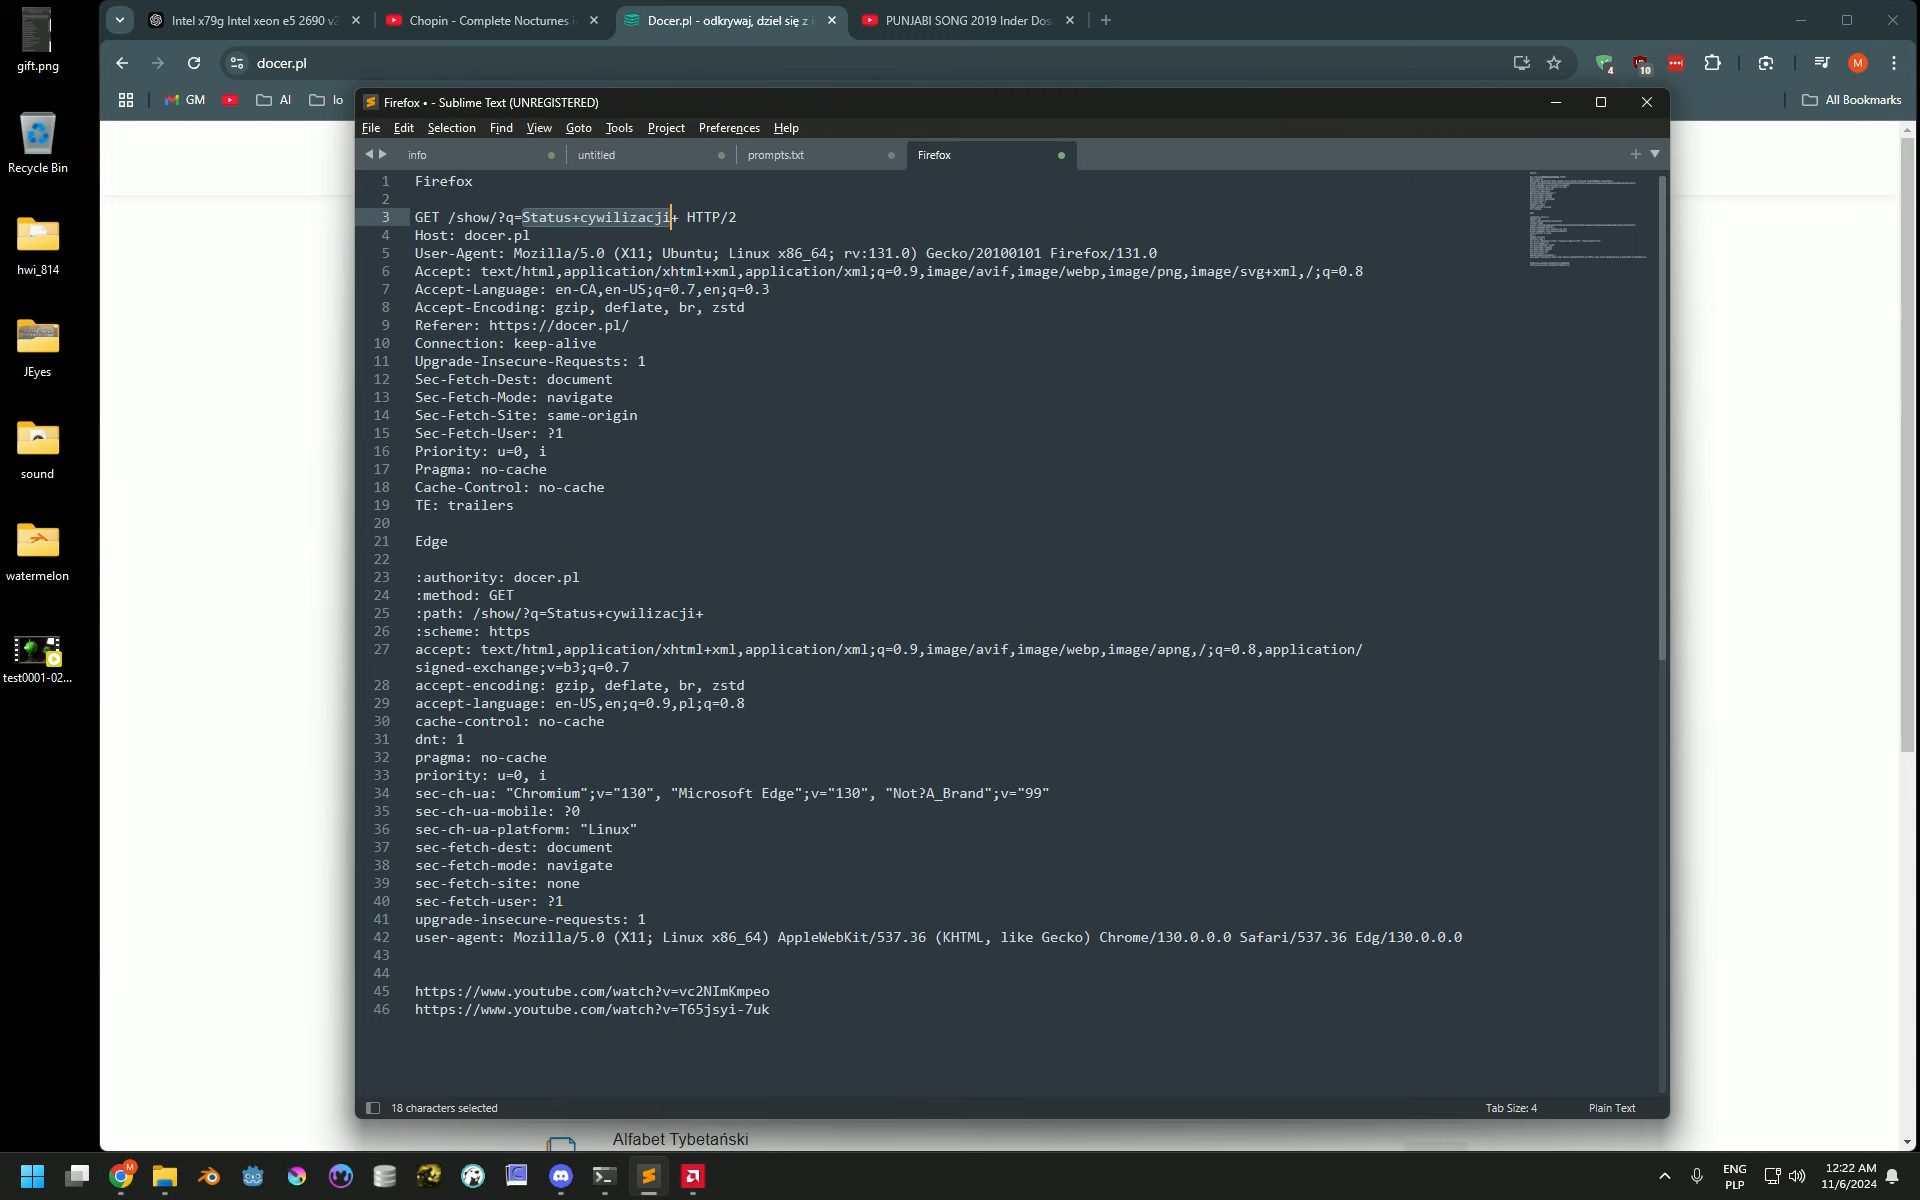 gift.png
Recycle Bin
hwi_814
JEyes
sound
watermelon
test0001-02...
Intel x79g Intel xeon e5 2690 v2
Chopin - Complete Nocturnes
Docer.pl - odkrywaj, dziel się z
PUNJABI SONG 2019 Inder Dos
docer.pl
4
10
M
GM
AI
Io
All Bookmarks
Firefox • - Sublime Text (UNREGISTERED)
File Edit Selection Find View Goto Tools Project Preferences Help
info
untitled
prompts.txt
Firefox
1 Firefox
2
3 GET /show/?q=Status+cywilizacji+ HTTP/2
4 Host: docer.pl
5 User-Agent: Mozilla/5.0 (X11; Ubuntu; Linux x86_64; rv:131.0) Gecko/20100101 Firefox/131.0
6 Accept: text/html,application/xhtml+xml,application/xml;q=0.9,image/avif,image/webp,image/png,image/svg+xml,/;q=0.8
7 Accept-Language: en-CA,en-US;q=0.7,en;q=0.3
8 Accept-Encoding: gzip, deflate, br, zstd
9 Referer: https://docer.pl/
10 Connection: keep-alive
11 Upgrade-Insecure-Requests: 1
12 Sec-Fetch-Dest: document
13 Sec-Fetch-Mode: navigate
14 Sec-Fetch-Site: same-origin
15 Sec-Fetch-User: ?1
16 Priority: u=0, i
17 Pragma: no-cache
18 Cache-Control: no-cache
19 TE: trailers
20
21 Edge
22
23 :authority: docer.pl
24 :method: GET
25 :path: /show/?q=Status+cywilizacji+
26 :scheme: https
27 accept: text/html,application/xhtml+xml,application/xml;q=0.9,image/avif,image/webp,image/apng,/;q=0.8,application/
signed-exchange;v=b3;q=0.7
28 accept-encoding: gzip, deflate, br, zstd
29 accept-language: en-US,en;q=0.9,pl;q=0.8
30 cache-control: no-cache
31 dnt: 1
32 pragma: no-cache
33 priority: u=0, i
34 sec-ch-ua: "Chromium";v="130", "Microsoft Edge";v="130", "Not?A_Brand";v="99"
35 sec-ch-ua-mobile: ?0
36 sec-ch-ua-platform: "Linux"
37 sec-fetch-dest: document
38 sec-fetch-mode: navigate
39 sec-fetch-site: none
40 sec-fetch-user: ?1
41 upgrade-insecure-requests: 1
42 user-agent: Mozilla/5.0 (X11; Linux x86_64) AppleWebKit/537.36 (KHTML, like Gecko) Chrome/130.0.0.0 Safari/537.36 Edg/130.0.0.0
43
44
45 https://www.youtube.com/watch?v=vc2NImKmpeo
46 https://www.youtube.com/watch?v=T65jsyi-7uk
18 characters selected
Tab Size: 4
Plain Text
Alfabet Tybetański
M
ENG
PLP
12:22 AM
11/6/2024